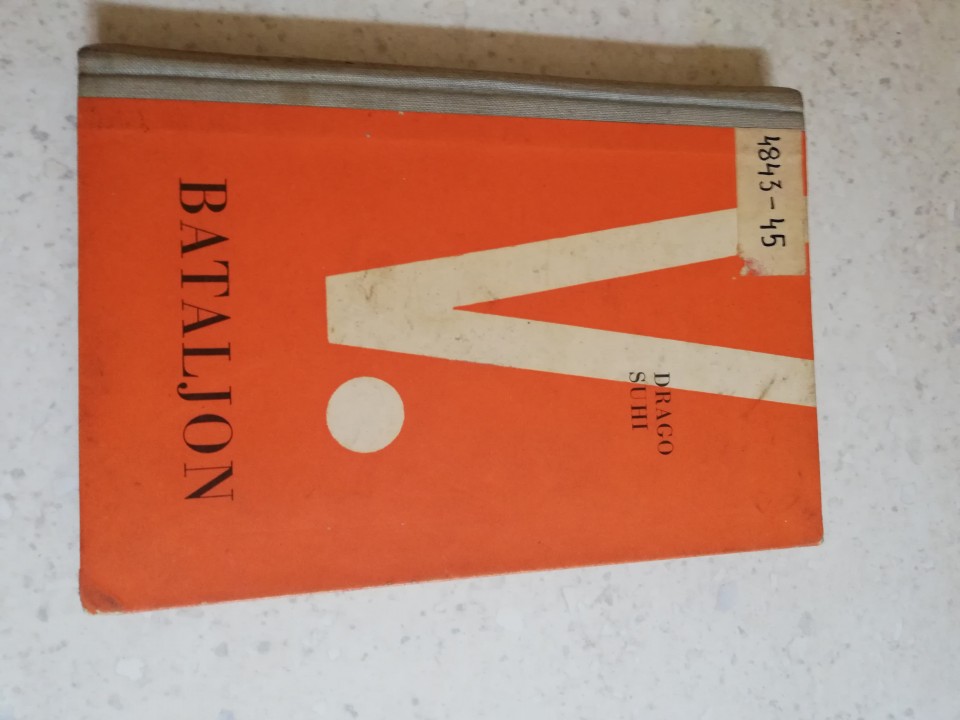 4843-45
DRAGO
SUHI
V.
BATALJON